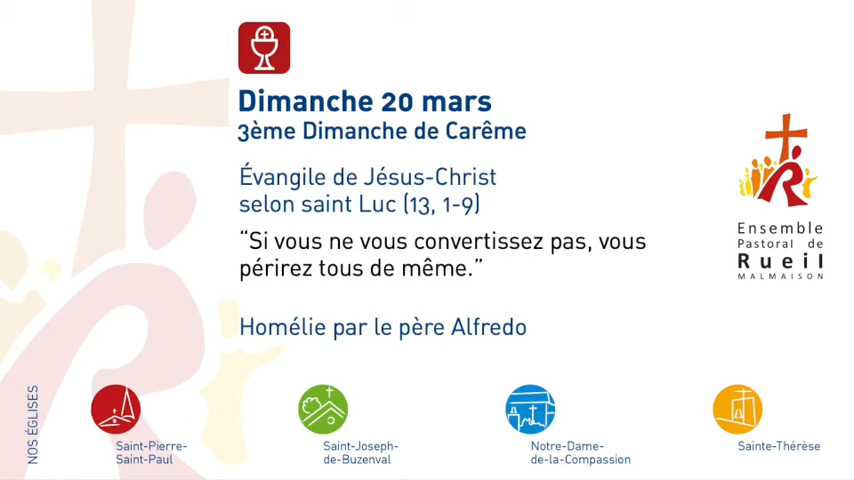 Dimanche 20 mars
3ème Dimanche de Carême
Évangile de Jésus-Christ
selon saint Luc (13, 1-9)
“Si vous ne vous convertissez pas, vous
périrez tous de même.”
Homélie par le père Alfredo
Ensemble
Pastoral de
Rueil
MALMAISON
NOS ÉGLISES
Saint-Pierre-
Saint-Paul
Saint-Joseph-
de-Buzenval
Notre-Dame-
de-la-Compassion
Sainte-Thérèse